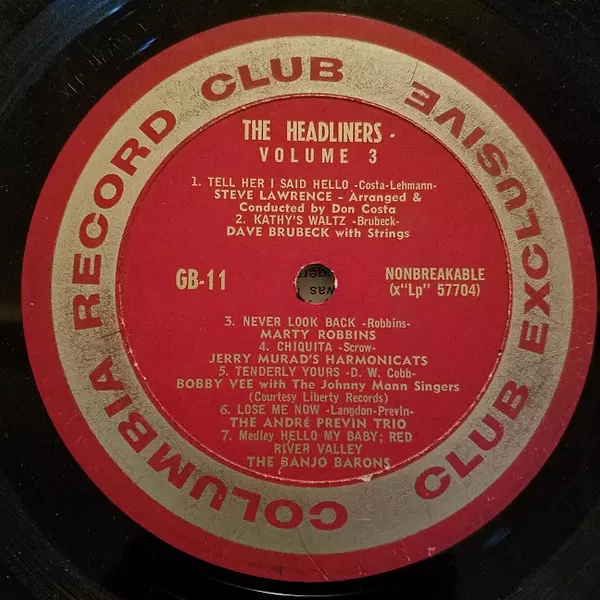 COLUMBIA RECORD CLUB
CLUB EXCLUSIVE
THE HEADLINERS -
VOLUME 3
1. TELL HER I SAID HELLO -Costa-Lehmann-
STEVE LAWRENCE - Arranged &
Conducted by Don Costa
2. KATHY'S WALTZ -Brubeck-
DAVE BRUBECK with Strings
GB-11
NONBREAKABLE
(x"Lp" 57704)
was
3. NEVER LOOK BACK -Robbins-
MARTY ROBBINS
4. CHIQUITA -Scrow-
JERRY MURAD'S HARMONICATS
5. TENDERLY YOURS -D. W. Cobb-
BOBBY VEE with The Johnny Mann Singers
(Courtesy Liberty Records)
6. LOSE ME NOW -Langdon-Previn-
THE ANDRÉ PREVIN TRIO
7. Medley HELLO MY BABY; RED
RIVER VALLEY
THE BANJO BARONS